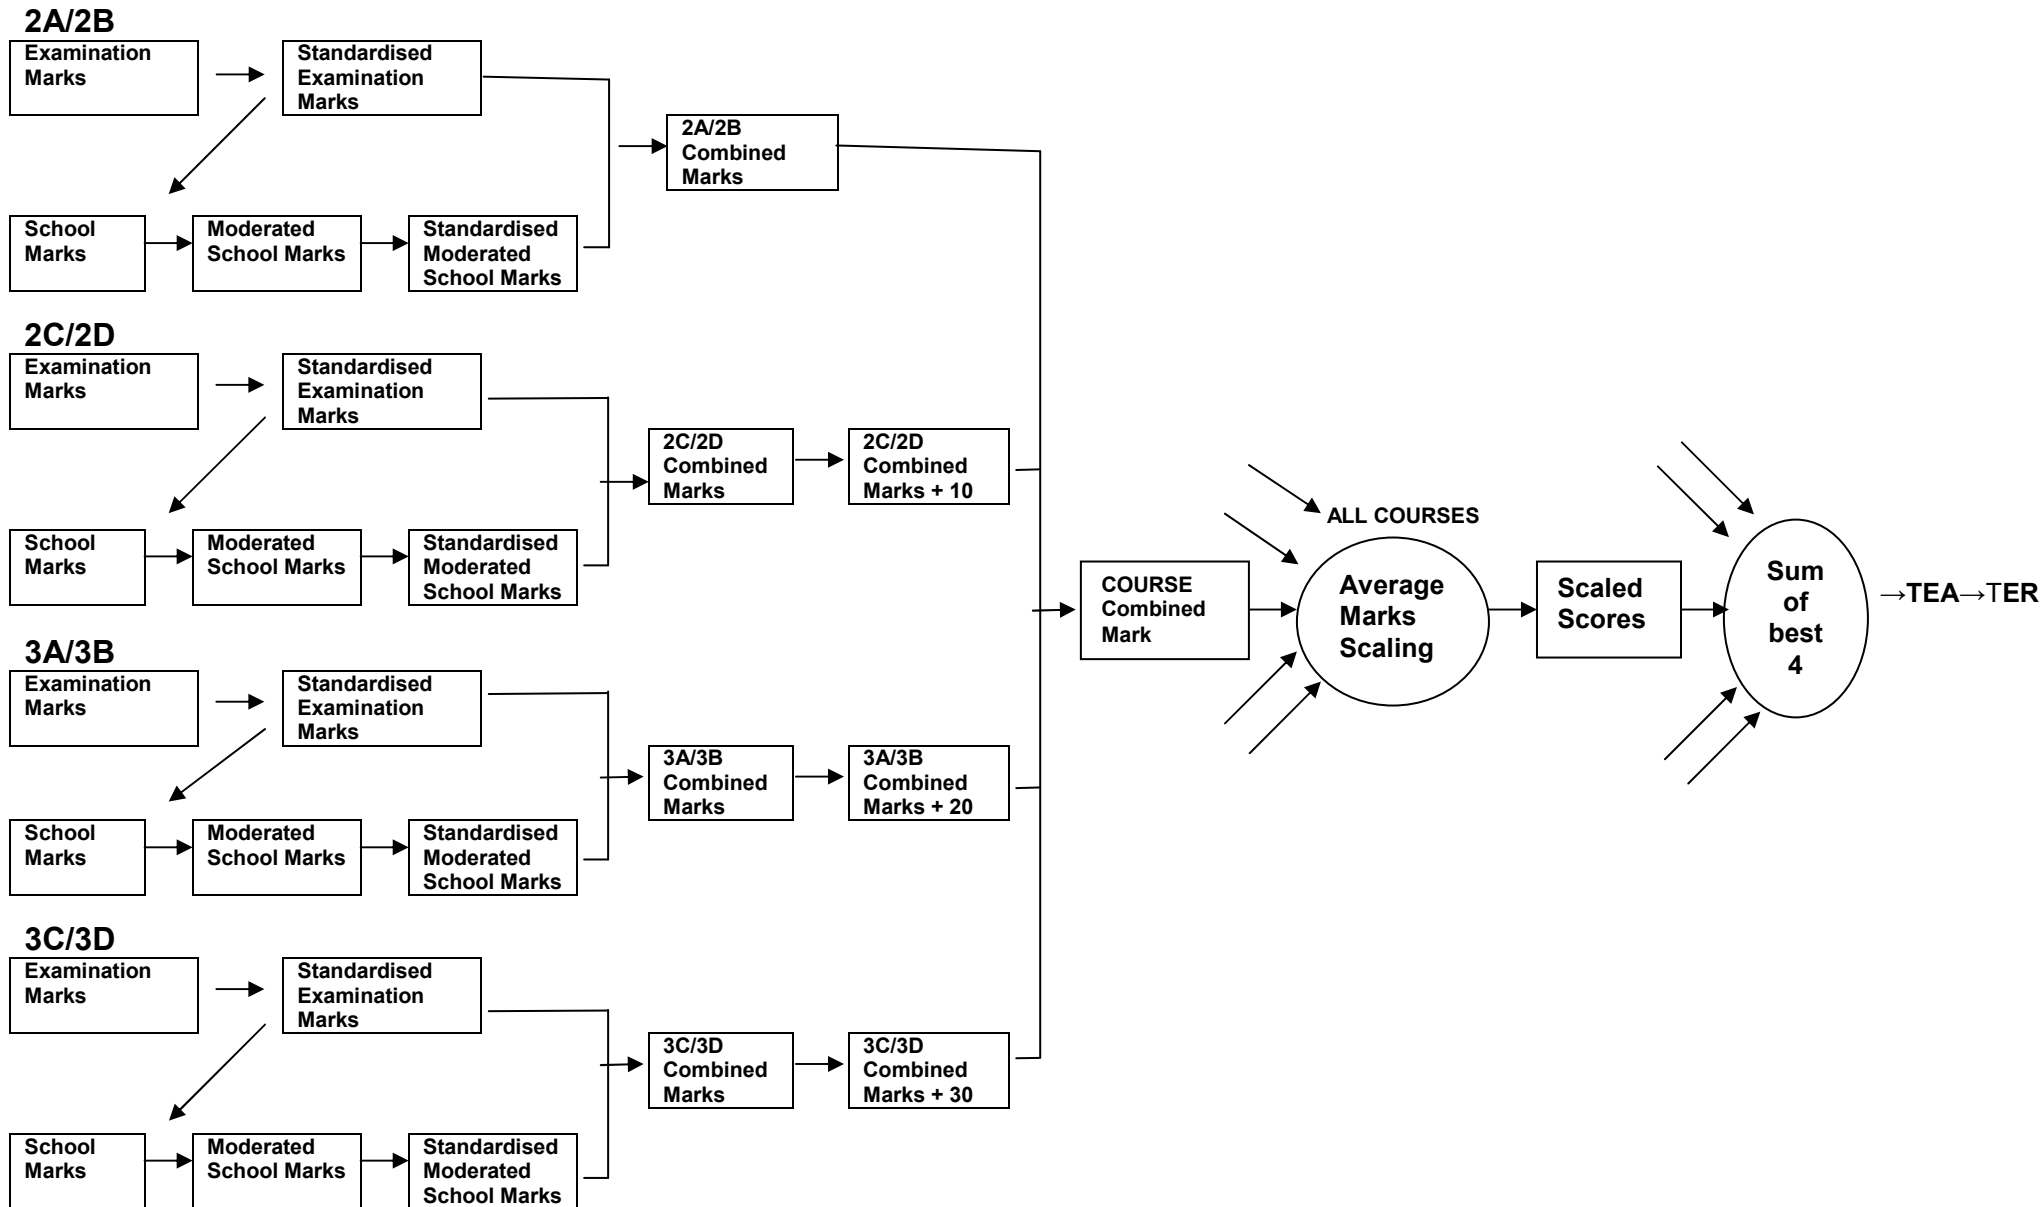 2A/2B
Examination
Marks
Standardised
Examination
Marks
2A/2B
Combined
Marks
School
Marks
Moderated
School Marks
Standardised
Moderated
School Marks
2C/2D
Examination
Marks
Standardised
Examination
Marks
2C/2D
Combined
Marks
2C/2D
Combined
Marks + 10
School
Marks
Moderated
School Marks
Standardised
Moderated
School Marks
3A/3B
Examination
Marks
Standardised
Examination
Marks
3A/3B
Combined
Marks
3A/3B
Combined
Marks + 20
School
Marks
Moderated
School Marks
Standardised
Moderated
School Marks
3C/3D
Examination
Marks
Standardised
Examination
Marks
3C/3D
Combined
Marks
3C/3D
Combined
Marks + 30
School
Marks
Moderated
School Marks
Standardised
Moderated
School Marks
COURSE
Combined
Mark
ALL COURSES
Average
Marks
Scaling
Scaled
Scores
Sum
of
best
4
→TEA→TER